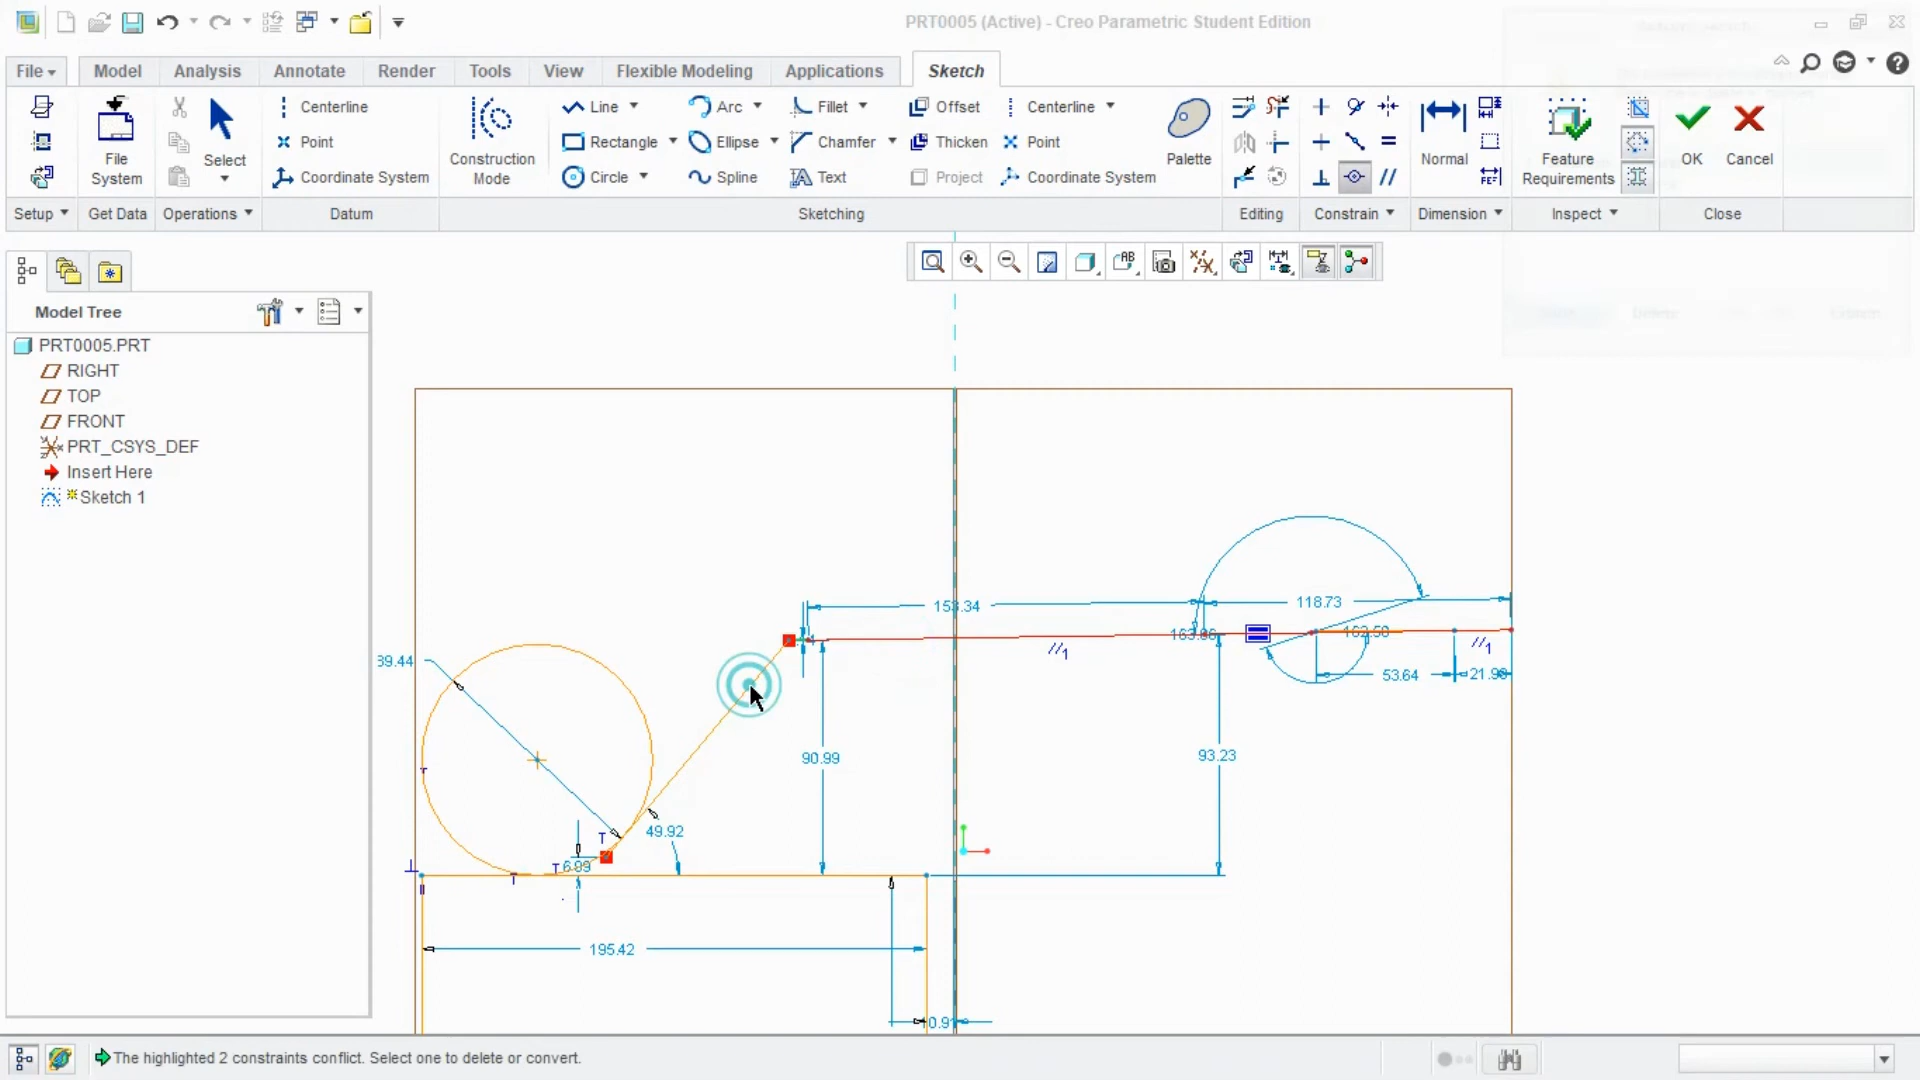 PRT0005 (Active) - Creo Parametric Student Edition
File
Model
Analysis
Annotate
Render
Tools
View
Flexible Modeling
Applications
Sketch
Centerline
Line
Arc
Fillet
Offset
Centerline
Point
Rectangle
Ellipse
Chamfer
Thicken
Point
File System
Select
Coordinate System
Construction Mode
Circle
Spline
Text
Project
Coordinate System
Palette
Normal
Feature Requirements
OK
Cancel
Setup
Get Data
Operations
Datum
Sketching
Editing
Constrain
Dimension
Inspect
Close
Model Tree
PRT0005.PRT
RIGHT
TOP
FRONT
PRT_CSYS_DEF
Insert Here
Sketch 1
118.73
//1
//1
53.64
39.44
90.99
93.23
49.92
195.42
The highlighted 2 constraints conflict. Select one to delete or convert.